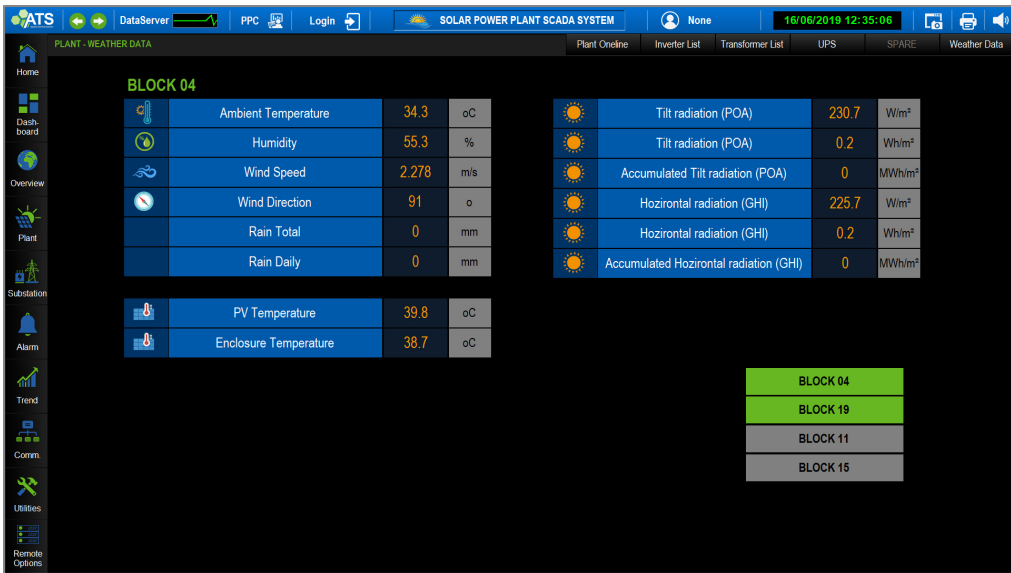 ATS DataServer PPC Login SOLAR POWER PLANT SCADA SYSTEM None 16/06/2019 12:35:06
PLANT - WEATHER DATA Plant Oneline Inverter List Transformer List UPS SPARE Weather Data
Home
Dash-
board
Overview
Plant
Substation
Alarm
Trend
Comm.
Utilities
Remote
Options
BLOCK 04
Ambient Temperature 34.3 oC
Humidity 55.3 %
Wind Speed 2.278 m/s
Wind Direction 91 o
Rain Total 0 mm
Rain Daily 0 mm
PV Temperature 39.8 oC
Enclosure Temperature 38.7 oC
Tilt radiation (POA) 230.7 W/m²
Tilt radiation (POA) 0.2 Wh/m²
Accumulated Tilt radiation (POA) 0 MWh/m²
Hozirontal radiation (GHI) 225.7 W/m²
Hozirontal radiation (GHI) 0.2 Wh/m²
Accumulated Hozirontal radiation (GHI) 0 MWh/m²
BLOCK 04
BLOCK 19
BLOCK 11
BLOCK 15